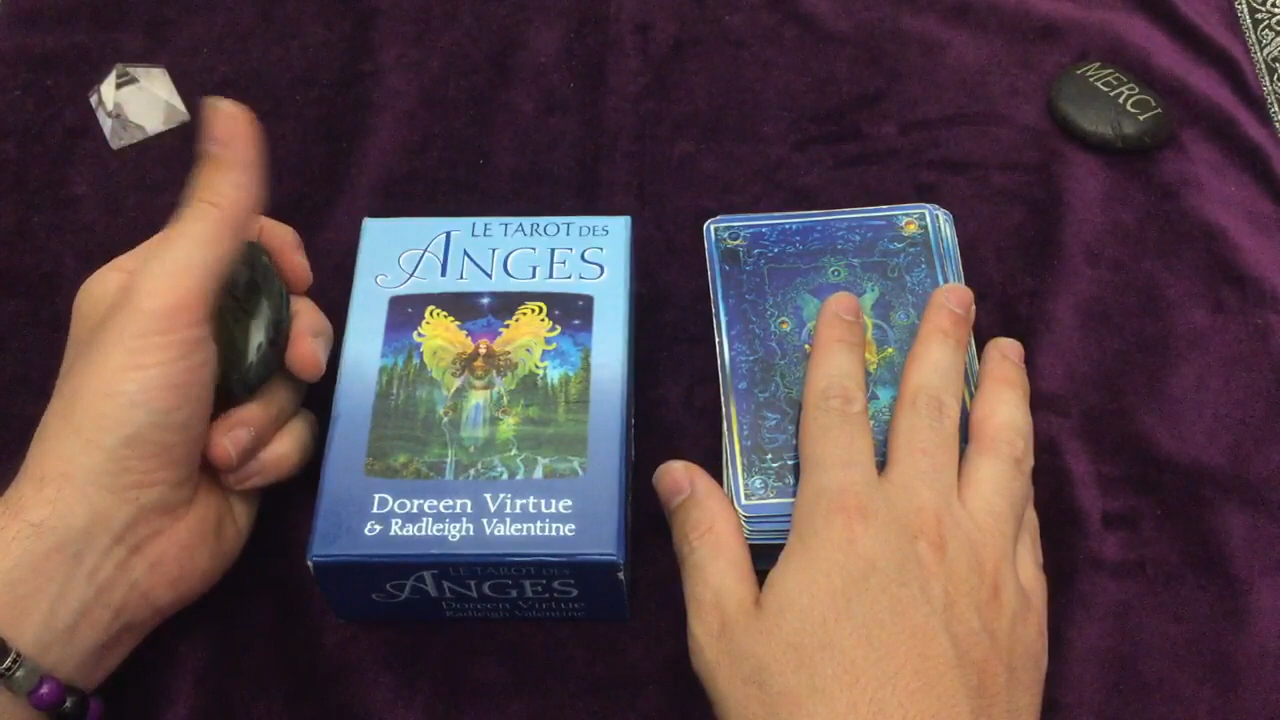 LE TAROT DES
ANGES
Doreen Virtue
& Radleigh Valentine
LE TAROT DES
ANGES
Doreen Virtue
Radleigh Valentine
MERCI